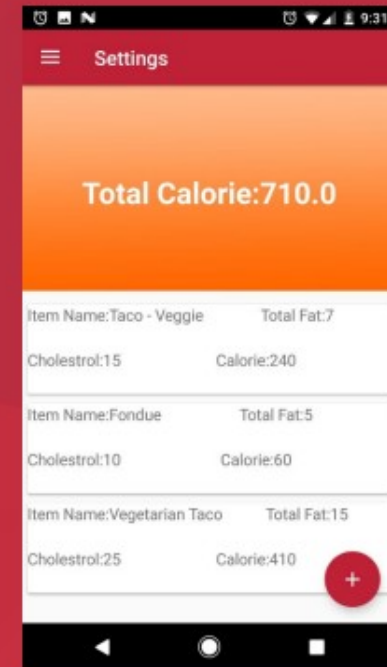 9:31
Settings
Total Calorie:710.0
Item Name:Taco - Veggie Total Fat:7
Cholestrol:15 Calorie:240
Item Name:Fondue Total Fat:5
Cholestrol:10 Calorie:60
Item Name:Vegetarian Taco Total Fat:15
Cholestrol:25 Calorie:410
+